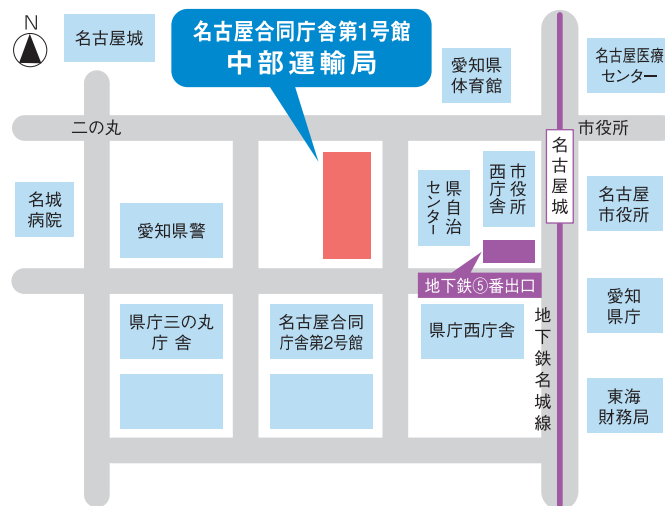 N
名古屋城
名古屋合同庁舎第1号館
中部運輸局
愛知県
体育館
名古屋医療
センター
二の丸
市役所
名古屋城
名城
病院
愛知県警
県自治
センター
市役所
西庁舎
名古屋
市役所
地下鉄⑤番出口
県庁三の丸
庁舎
名古屋合同
庁舎第2号館
県庁西庁舎
地下鉄名城線
愛知
県庁
東海
財務局